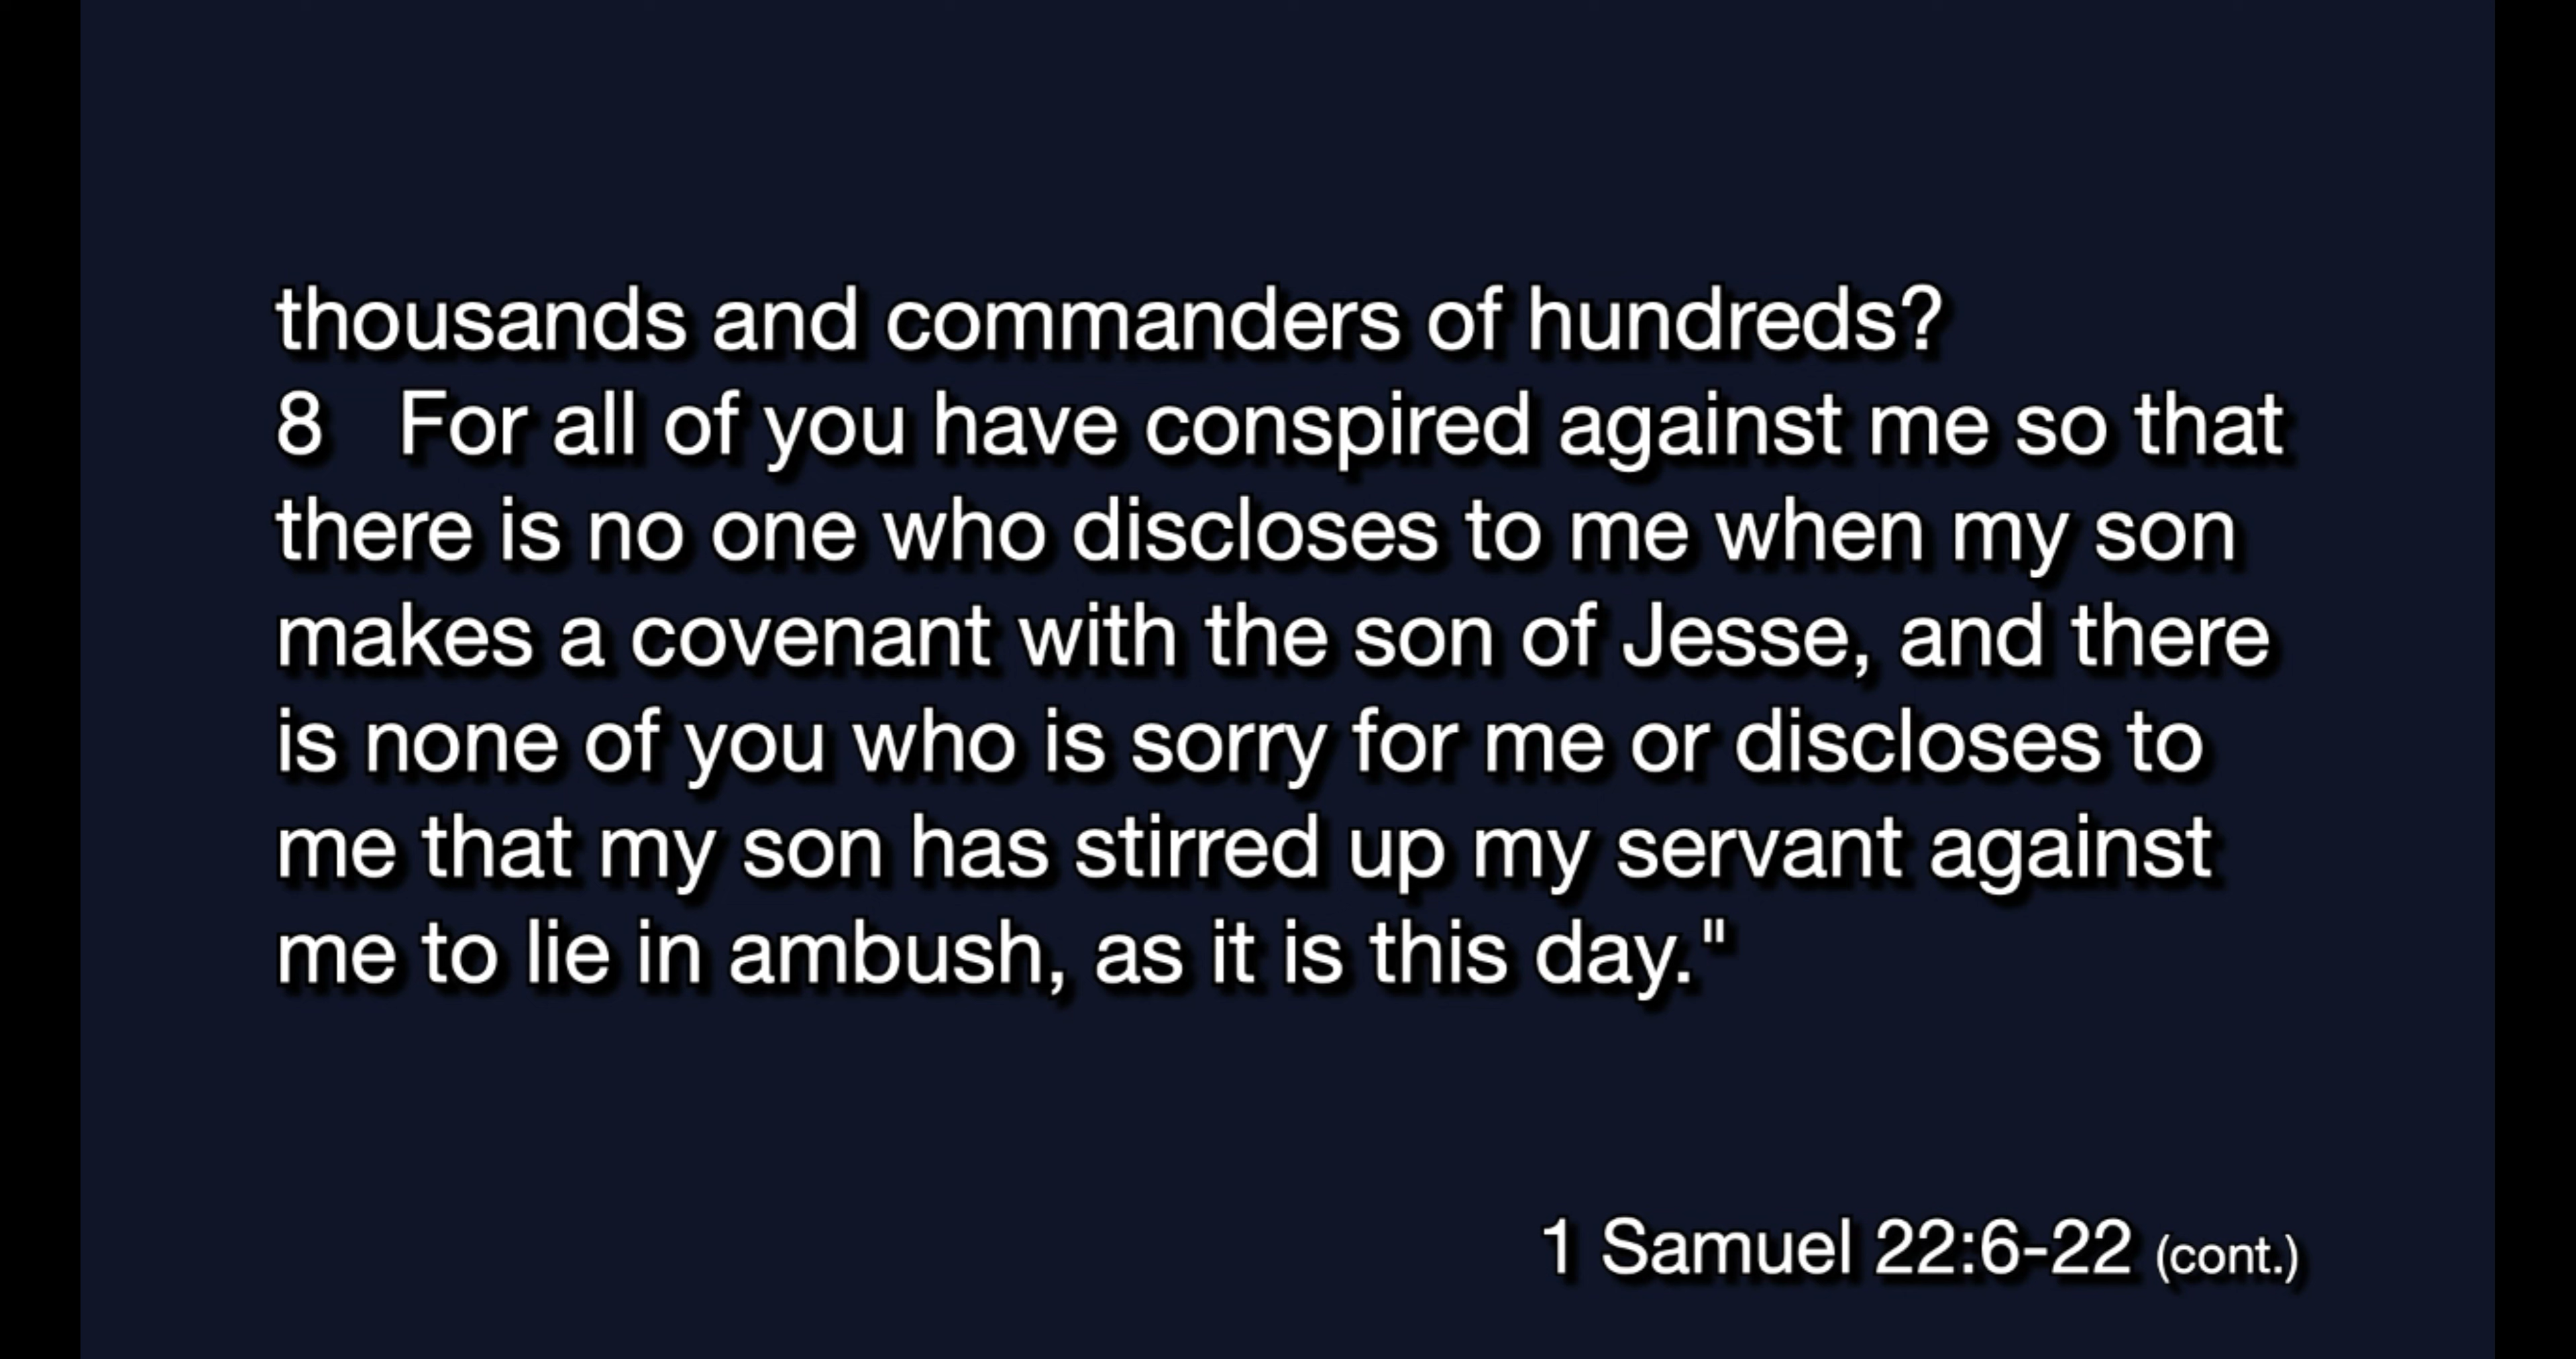 thousands and commanders of hundreds?
8 For all of you have conspired against me so that
there is no one who discloses to me when my son
makes a covenant with the son of Jesse, and there
is none of you who is sorry for me or discloses to
me that my son has stirred up my servant against
me to lie in ambush, as it is this day."
1 Samuel 22:6-22 (cont.)